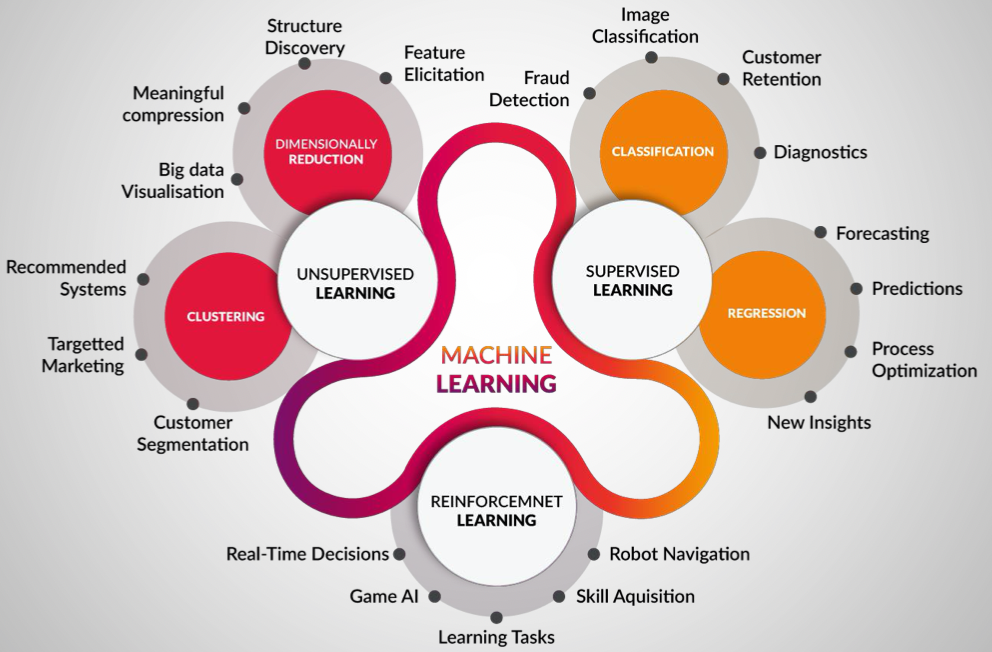 Structure
Discovery
Feature
Elicitation
Meaningful
compression
Big data
Visualisation
DIMENSIONALLY
REDUCTION
Recommended
Systems
Targetted
Marketing
Customer
Segmentation
CLUSTERING
UNSUPERVISED
LEARNING
Image
Classification
Fraud
Detection
Customer
Retention
Diagnostics
CLASSIFICATION
SUPERVISED
LEARNING
REGRESSION
Forecasting
Predictions
Process
Optimization
New Insights
MACHINE
LEARNING
REINFORCEMNET
LEARNING
Real-Time Decisions
Game AI
Learning Tasks
Skill Aquisition
Robot Navigation